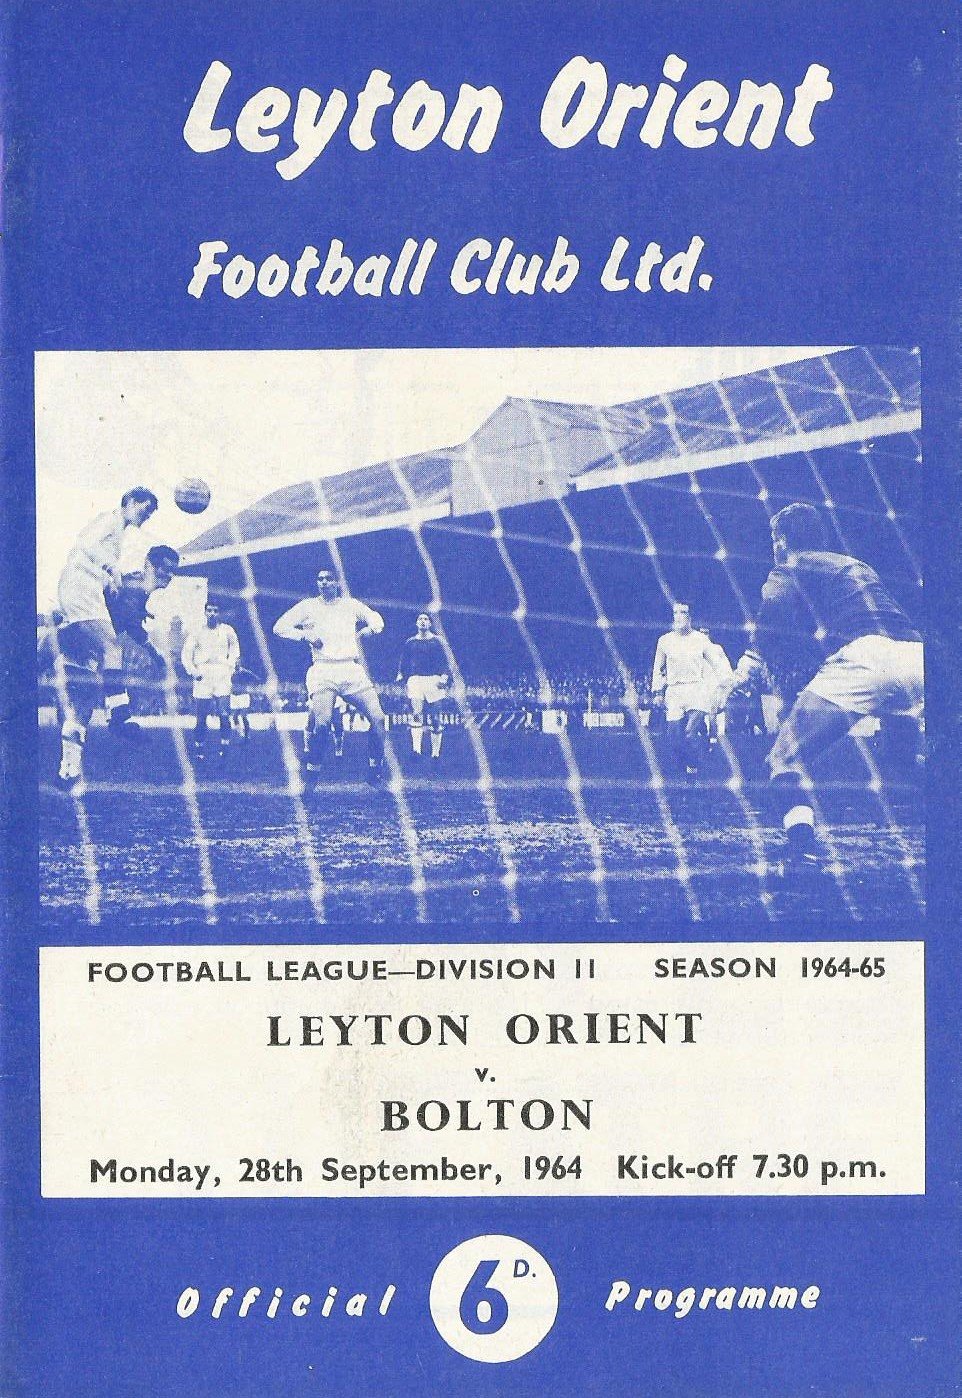 Leyton Orient
Football Club Ltd.
FOOTBALL LEAGUE—DIVISION II SEASON 1964-65
LEYTON ORIENT
v.
BOLTON
Monday, 28th September, 1964 Kick-off 7.30 p.m.
Official 6D. Programme